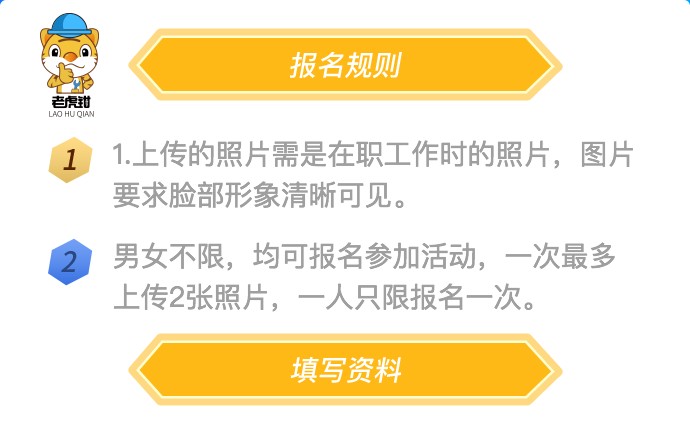 报名规则
老虎钳
LAO HU QIAN
1
1.上传的照片需是在职工作时的照片，图片
要求脸部形象清晰可见。
2
男女不限，均可报名参加活动，一次最多
上传2张照片，一人只限报名一次。
填写资料